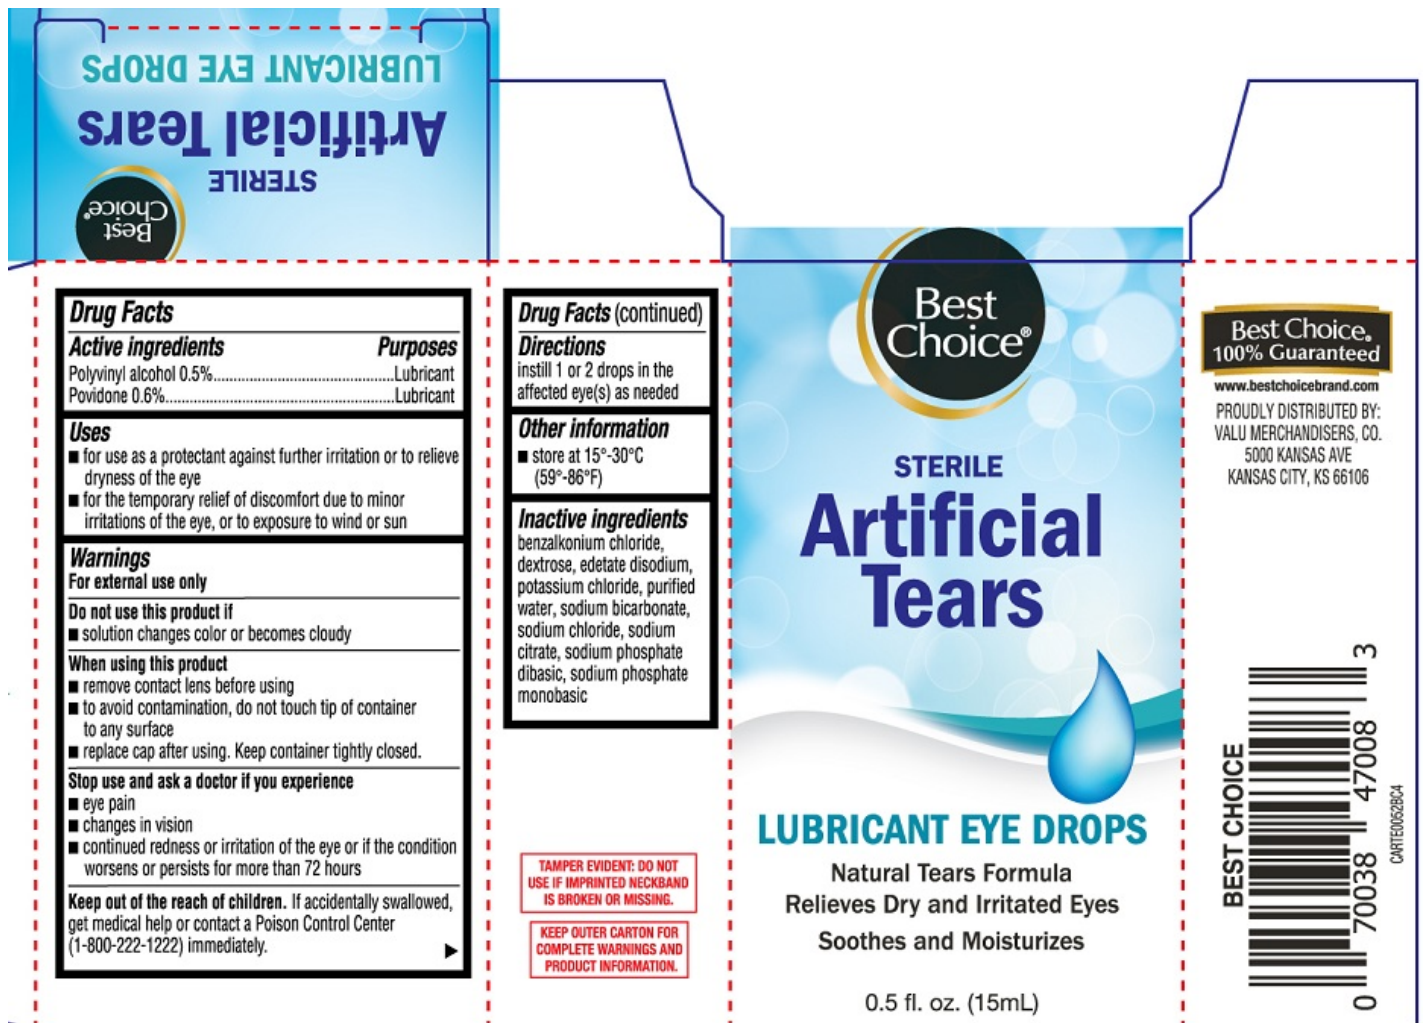 LUBRICANT EYE DROPS
Artificial Tears
STERILE
Best
Choice®
Drug Facts
Active ingredients Purposes
Polyvinyl alcohol 0.5%..............................................Lubricant
Povidone 0.6%..........................................................Lubricant
Uses
■ for use as a protectant against further irritation or to relieve
dryness of the eye
■ for the temporary relief of discomfort due to minor
irritations of the eye, or to exposure to wind or sun
Warnings
For external use only
Do not use this product if
■ solution changes color or becomes cloudy
When using this product
■ remove contact lens before using
■ to avoid contamination, do not touch tip of container
to any surface
■ replace cap after using. Keep container tightly closed.
Stop use and ask a doctor if you experience
■ eye pain
■ changes in vision
■ continued redness or irritation of the eye or if the condition
worsens or persists for more than 72 hours
Keep out of the reach of children. If accidentally swallowed,
get medical help or contact a Poison Control Center
(1-800-222-1222) immediately.
Drug Facts (continued)
Directions
instill 1 or 2 drops in the
affected eye(s) as needed
Other information
■ store at 15°-30°C
(59°-86°F)
Inactive ingredients
benzalkonium chloride,
dextrose, edetate disodium,
potassium chloride, purified
water, sodium bicarbonate,
sodium chloride, sodium
citrate, sodium phosphate
dibasic, sodium phosphate
monobasic
TAMPER EVIDENT: DO NOT
USE IF IMPRINTED NECKBAND
IS BROKEN OR MISSING.
KEEP OUTER CARTON FOR
COMPLETE WARNINGS AND
PRODUCT INFORMATION.
Best
Choice®
STERILE
Artificial
Tears
LUBRICANT EYE DROPS
Natural Tears Formula
Relieves Dry and Irritated Eyes
Soothes and Moisturizes
0.5 fl. oz. (15mL)
Best Choice®
100% Guaranteed
www.bestchoicebrand.com
PROUDLY DISTRIBUTED BY:
VALU MERCHANDISERS, CO.
5000 KANSAS AVE
KANSAS CITY, KS 66106
BEST CHOICE
0 70038 47008 3
CARTE0052BC4